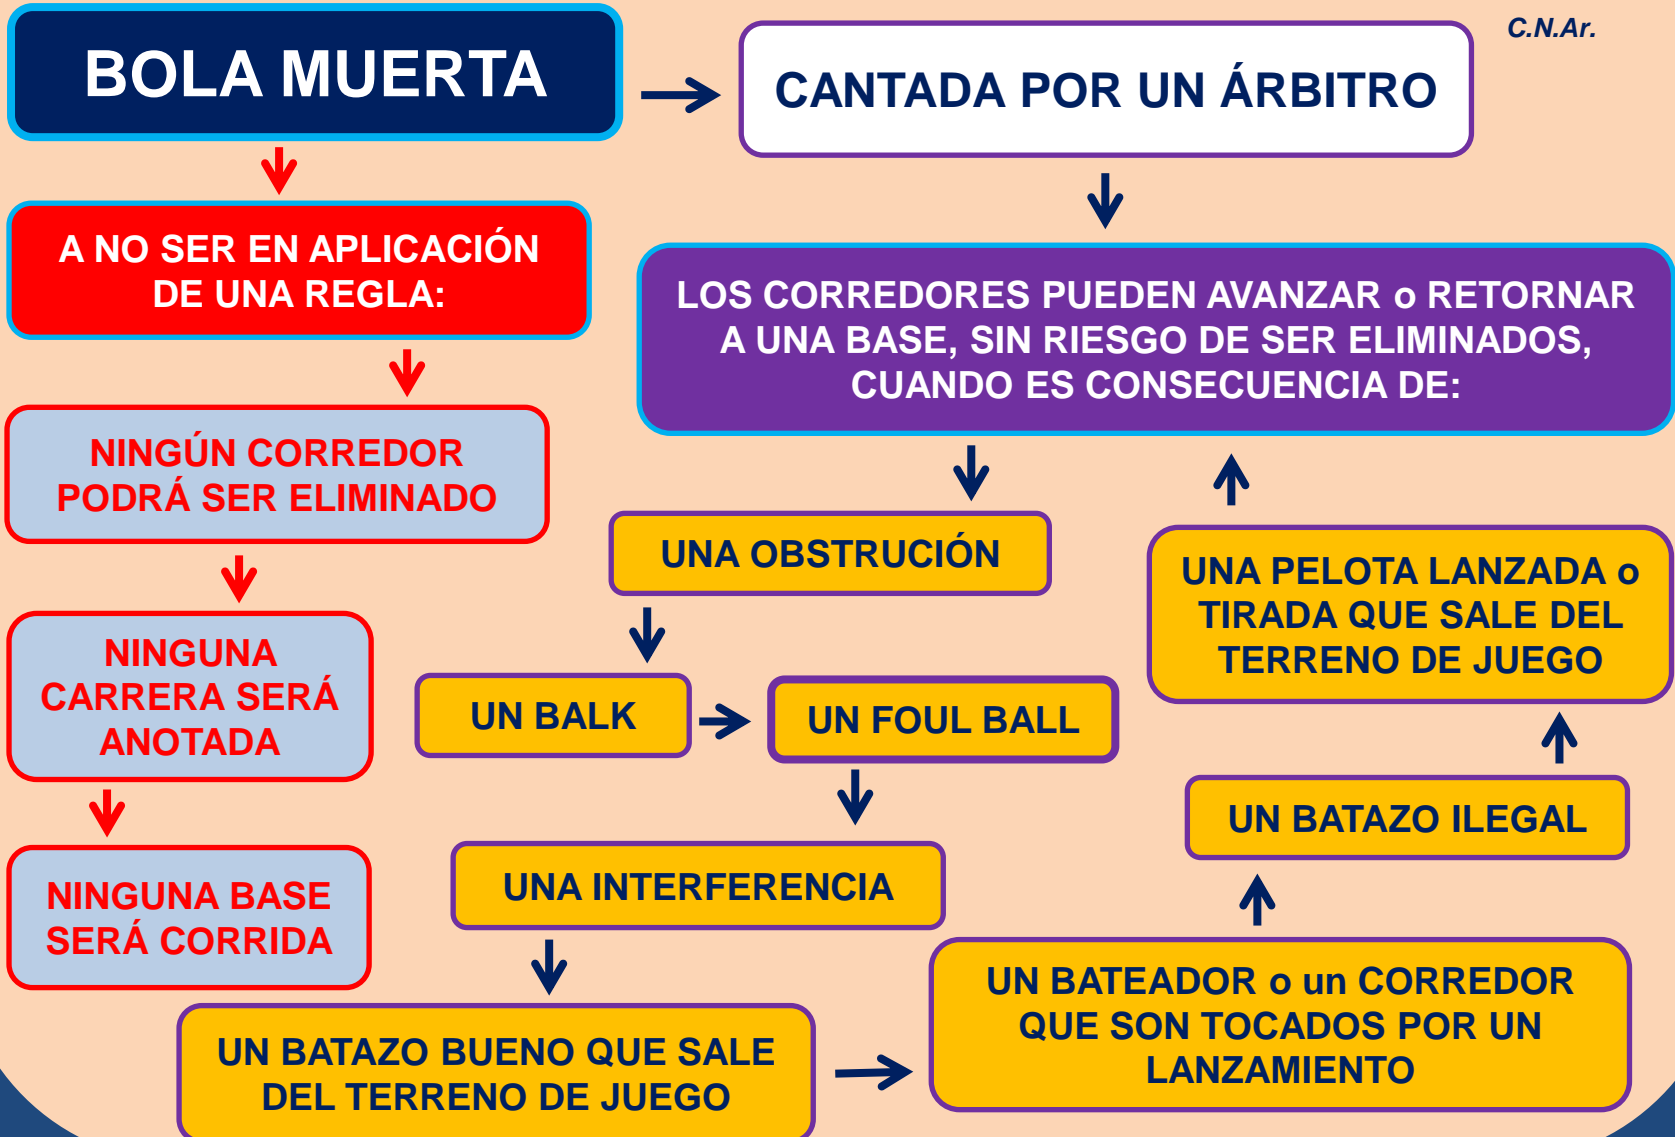 C.N.Ar.
BOLA MUERTA
CANTADA POR UN ÁRBITRO
A NO SER EN APLICACIÓN
DE UNA REGLA:
NINGÚN CORREDOR
PODRÁ SER ELIMINADO
NINGUNA
CARRERA SERÁ
ANOTADA
NINGUNA BASE
SERÁ CORRIDA
LOS CORREDORES PUEDEN AVANZAR o RETORNAR
A UNA BASE, SIN RIESGO DE SER ELIMINADOS,
CUANDO ES CONSECUENCIA DE:
UNA OBSTRUCIÓN
UN BALK
UN FOUL BALL
UNA INTERFERENCIA
UN BATAZO BUENO QUE SALE
DEL TERRENO DE JUEGO
UN BATEADOR o un CORREDOR
QUE SON TOCADOS POR UN
LANZAMIENTO
UN BATAZO ILEGAL
UNA PELOTA LANZADA o
TIRADA QUE SALE DEL
TERRENO DE JUEGO